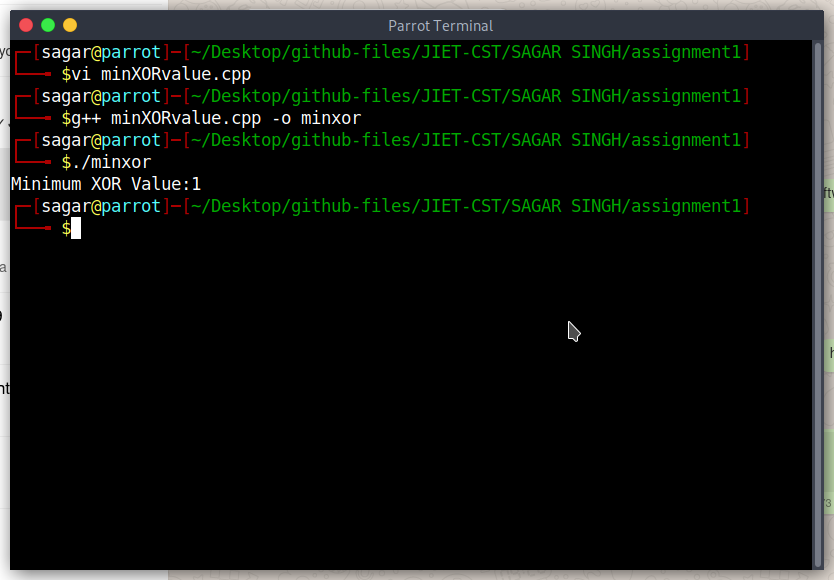 Parrot Terminal
[sagar@parrot]─[~/Desktop/github-files/JIET-CST/SAGAR SINGH/assignment1]
$vi minXORvalue.cpp
[sagar@parrot]─[~/Desktop/github-files/JIET-CST/SAGAR SINGH/assignment1]
$g++ minXORvalue.cpp -o minxor
[sagar@parrot]─[~/Desktop/github-files/JIET-CST/SAGAR SINGH/assignment1]
$./minxor
Minimum XOR Value:1
[sagar@parrot]─[~/Desktop/github-files/JIET-CST/SAGAR SINGH/assignment1]
$